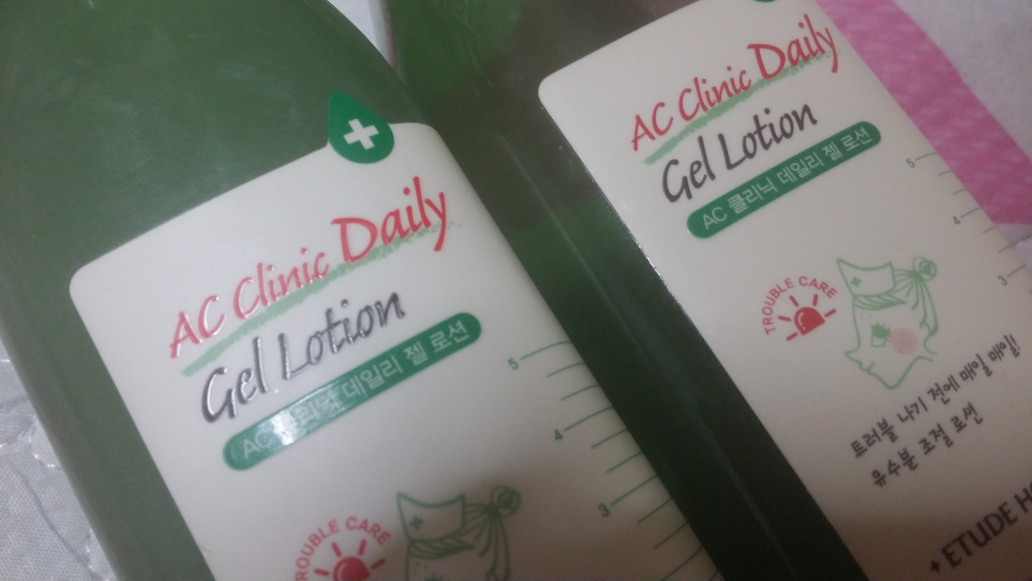 AC Clinic Daily
Gel Lotion
AC 클리닉 데일리 젤 로션
5
4
3
TROUBLE CARE
AC Clinic Daily
Gel Lotion
AC 클리닉 데일리 젤 로션
5
4
3
TROUBLE CARE
트러블 나기 전에 매일 매일!
유수분 조절 로션
ETUDE